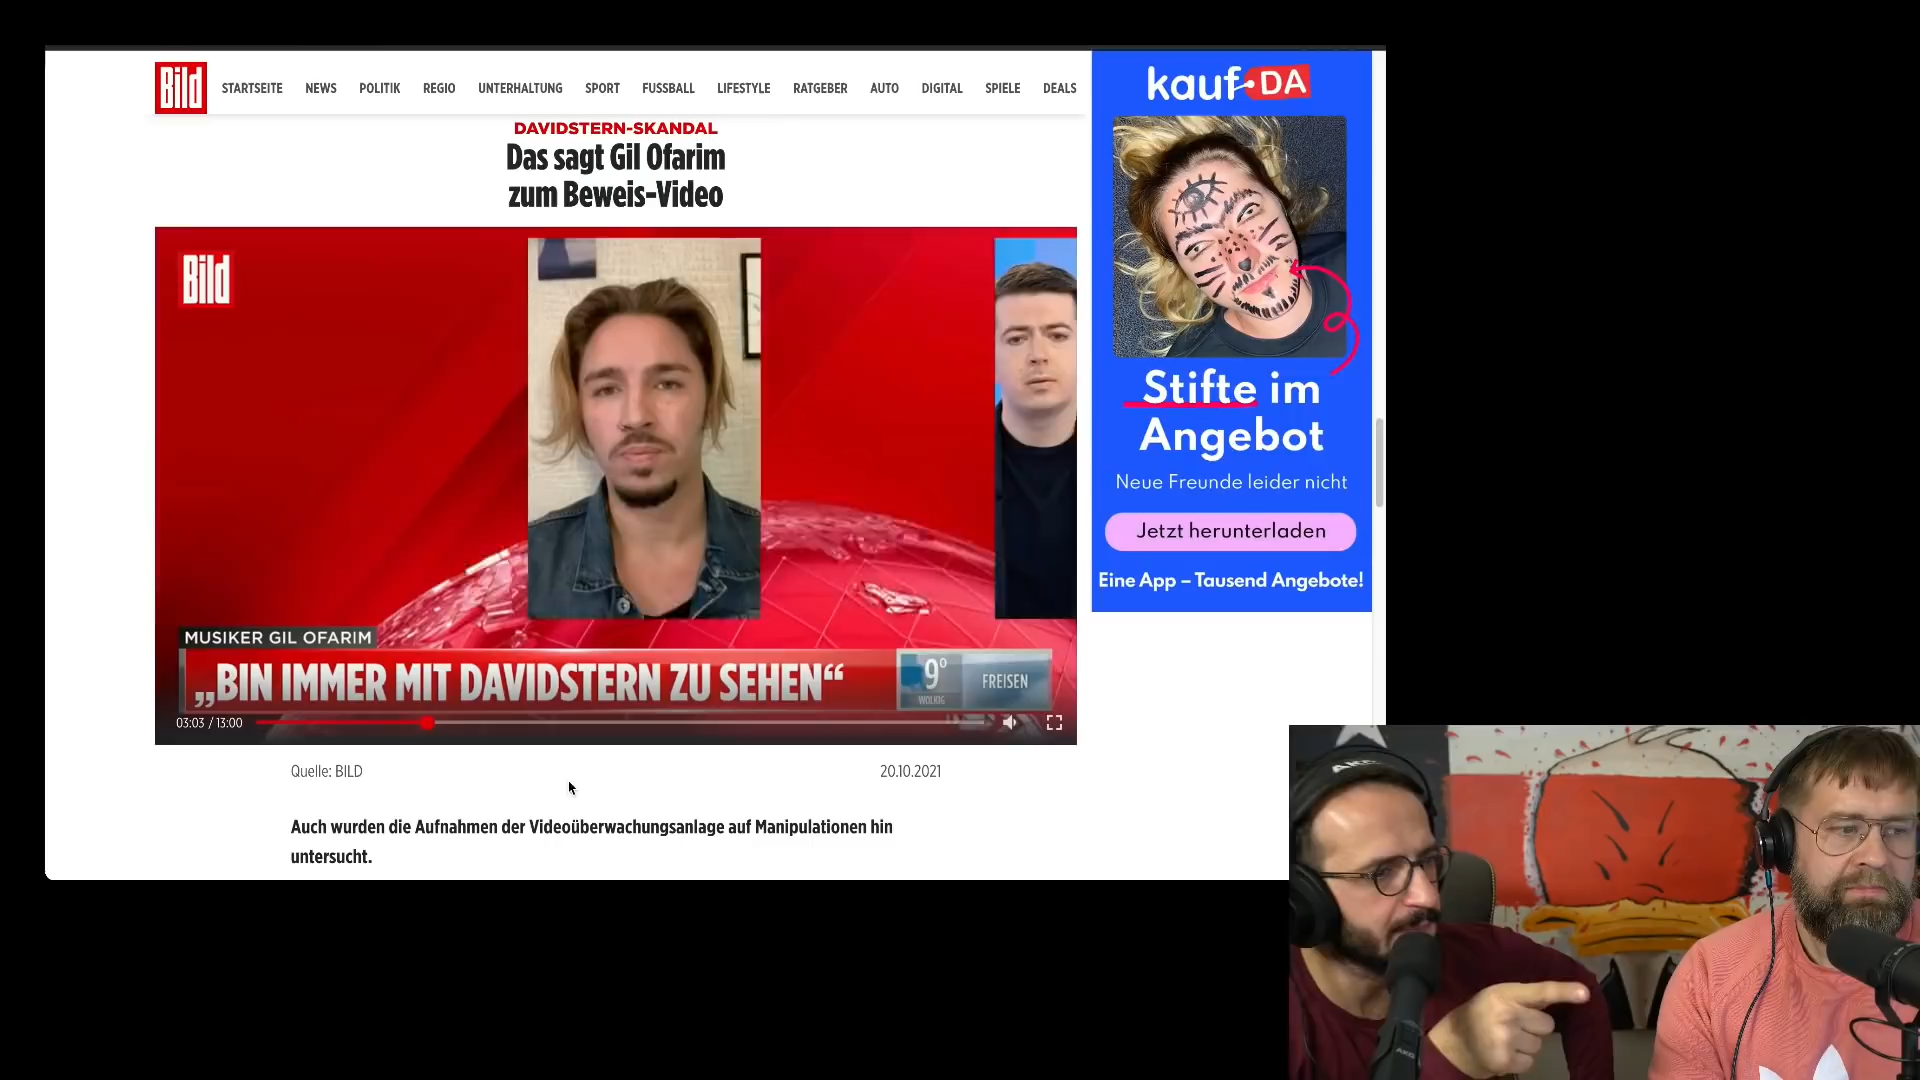 Bild
STARTSEITE NEWS POLITIK REGIO UNTERHALTUNG SPORT FUSSBALL LIFESTYLE RATGEBER AUTO DIGITAL SPIELE DEALS
DAVIDSTERN-SKANDAL
Das sagt Gil Ofarim
zum Beweis-Video
Bild
MUSIKER GIL OFARIM
„BIN IMMER MIT DAVIDSTERN ZU SEHEN“
9°
WOLKIG
FREISEN
03:03 / 13:00
Quelle: BILD
20.10.2021
Auch wurden die Aufnahmen der Videoüberwachungsanlage auf Manipulationen hin
untersucht.
kaufDA
Stifte im
Angebot
Neue Freunde leider nicht
Jetzt herunterladen
Eine App – Tausend Angebote!
AKG